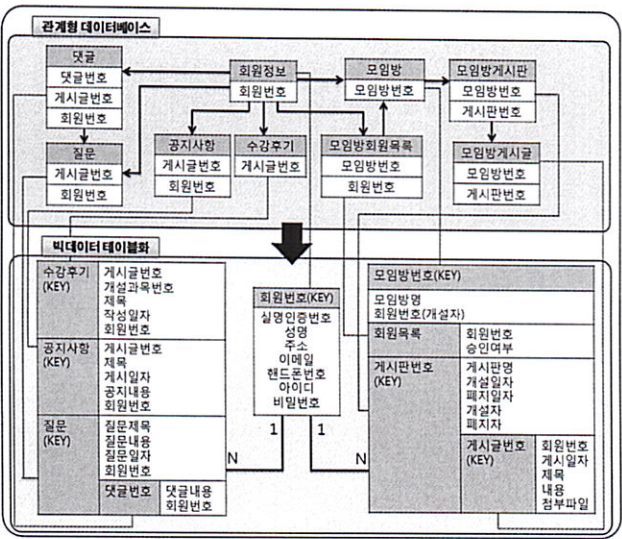 관계형 데이터베이스
댓글
댓글번호
게시글번호
회원번호
회원정보
회원번호
모임방
모임방번호
모임방게시판
모임방번호
게시판번호
질문
게시글번호
회원번호
공지사항
게시글번호
회원번호
수강후기
게시글번호
모임방회원목록
모임방번호
회원번호
모임방게시글
모임방번호
게시판번호
빅데이터 테이블화
수강후기
(KEY)
게시글번호
개설과목번호
제목
작성일자
회원번호
공지사항
(KEY)
게시글번호
제목
게시일자
공지내용
회원번호
질문
(KEY)
질문제목
질문내용
질문일자
회원번호
댓글번호
댓글내용
회원번호
회원번호(KEY)
실명인증번호
성명
주소
이메일
핸드폰번호
아이디
비밀번호
1
1
N
N
모임방번호(KEY)
모임방명
회원번호(개설자)
회원목록
회원번호
승인여부
게시판번호
(KEY)
게시판명
개설일자
폐지일자
개설자
폐지자
게시글번호
(KEY)
회원번호
게시일자
제목
내용
첨부파일